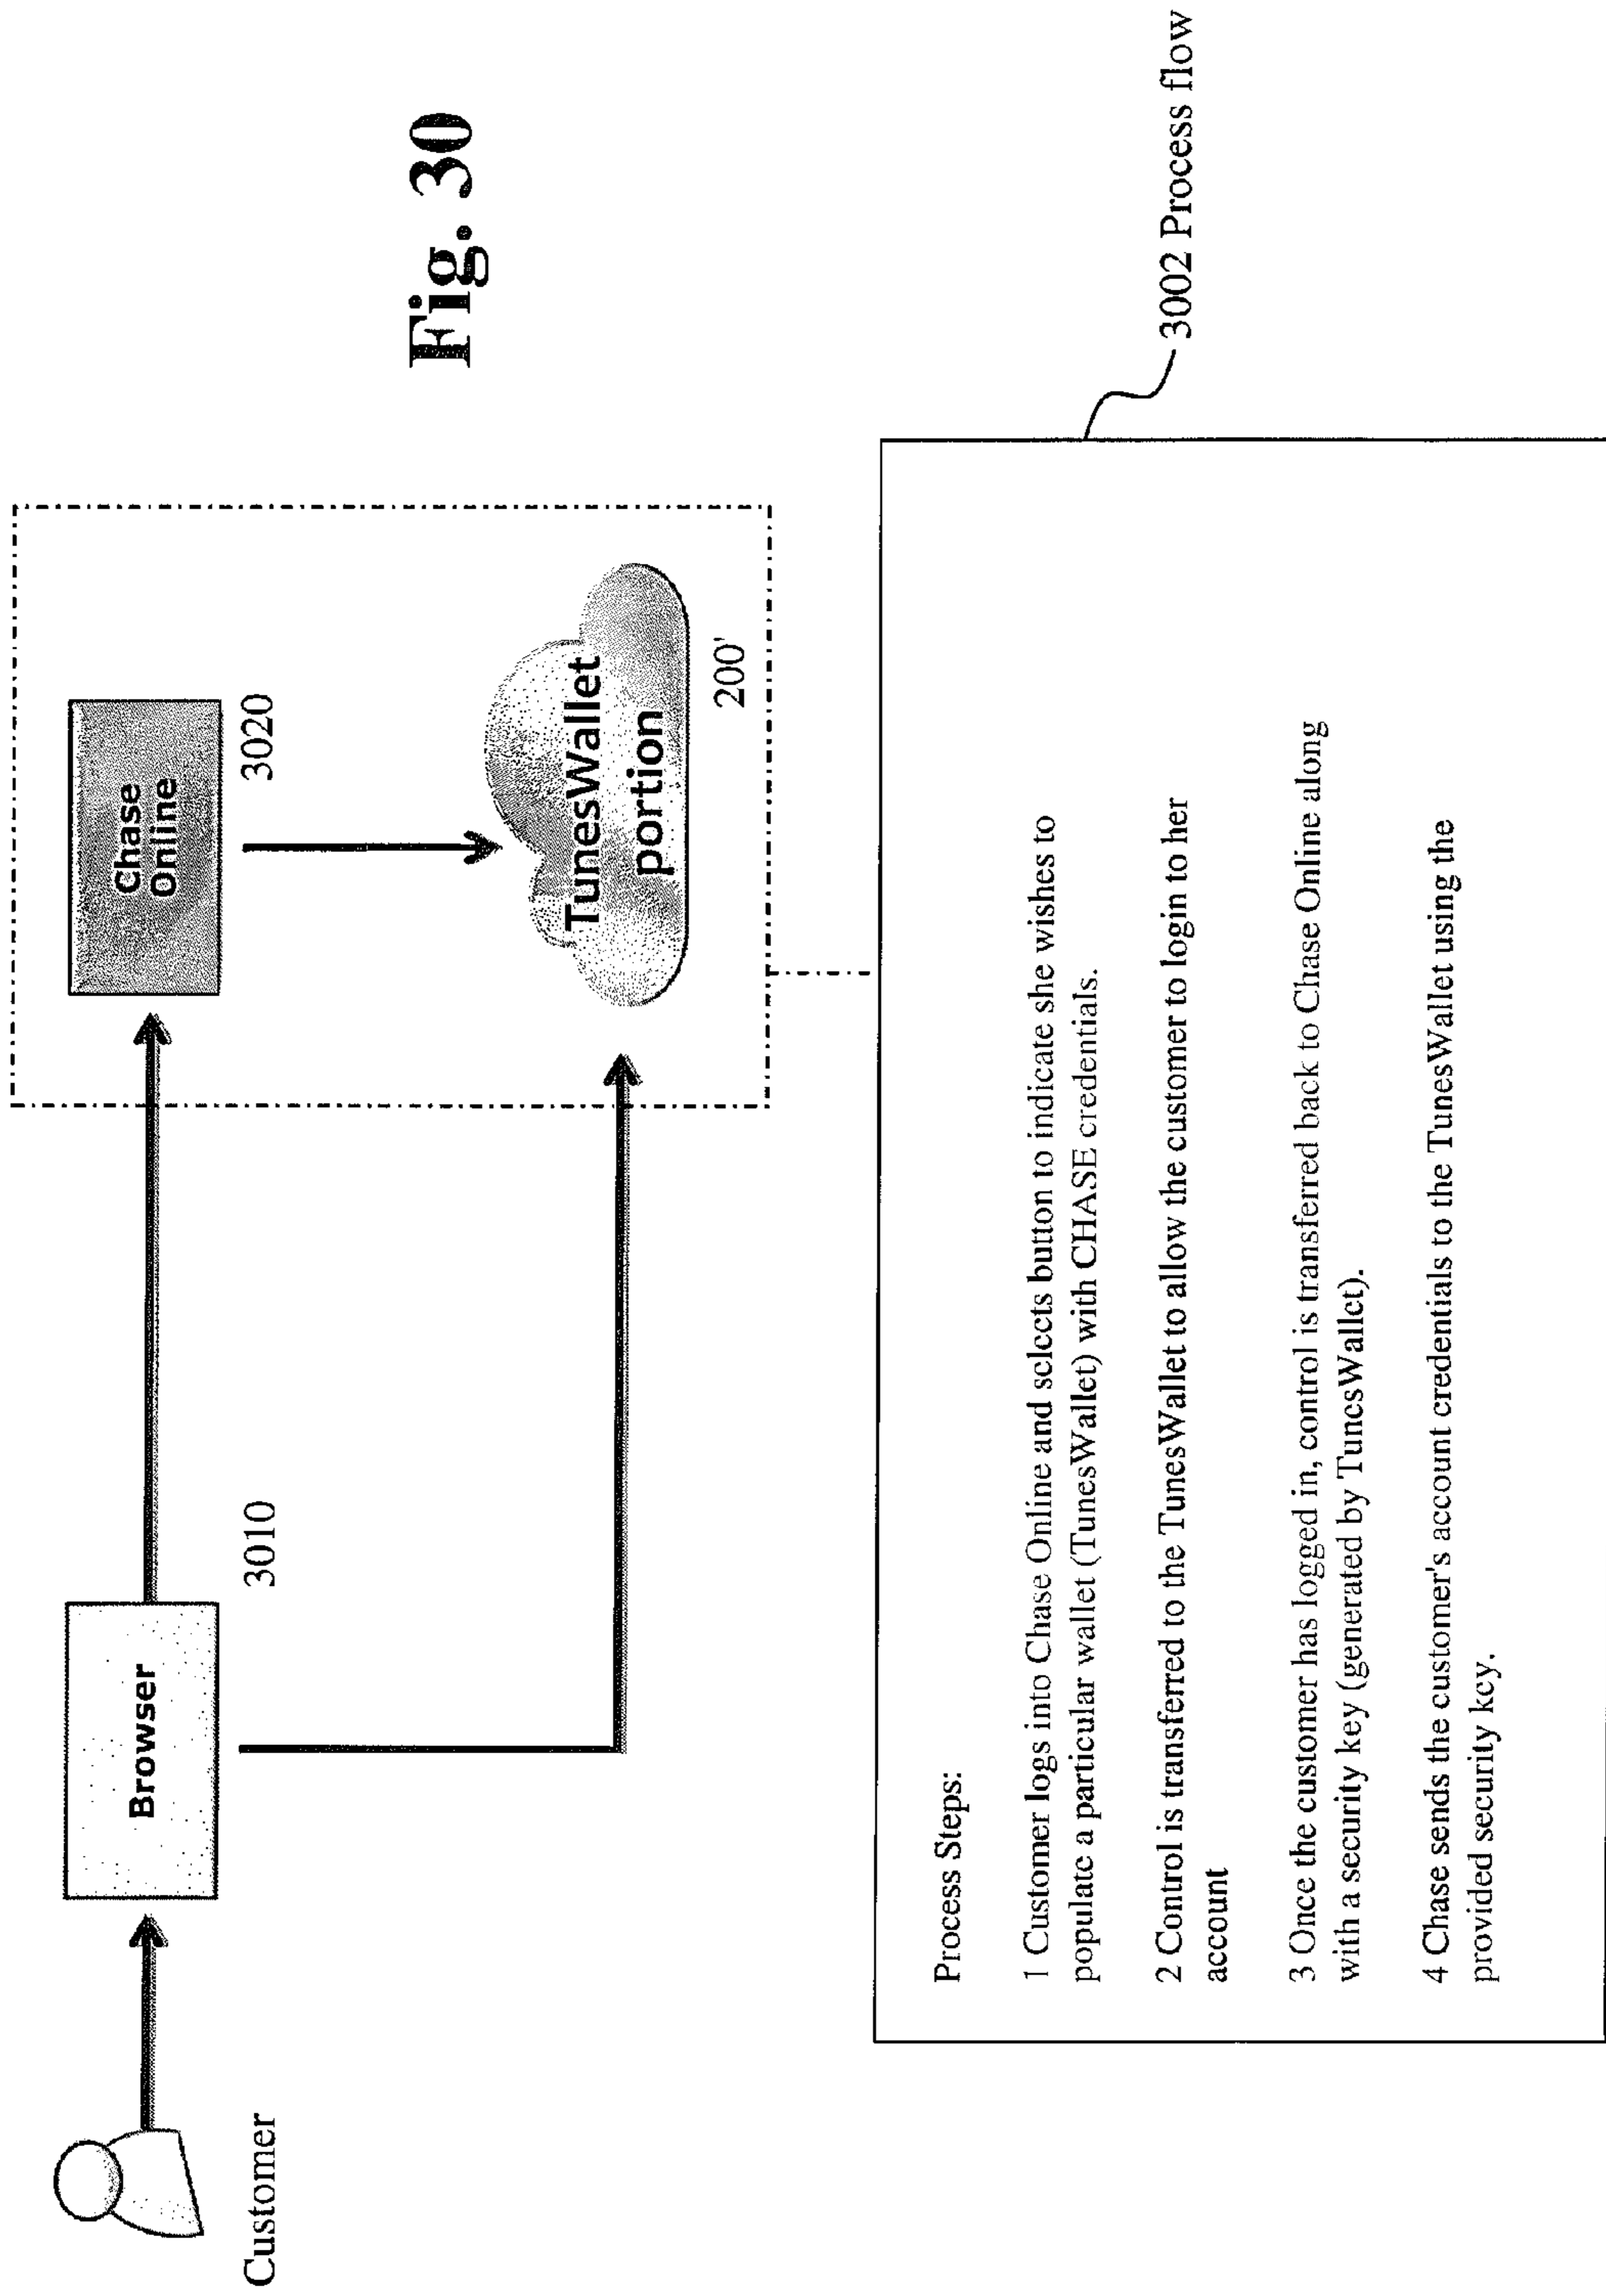 Customer
Browser
3010
Chase
Online
3020
TunesWallet
portion
200'
Fig. 30
3002 Process flow
Process Steps:
1 Customer logs into Chase Online and selects button to indicate she wishes to
populate a particular wallet (TunesWallet) with CHASE credentials.
2 Control is transferred to the TunesWallet to allow the customer to login to her
account
3 Once the customer has logged in, control is transferred back to Chase Online along
with a security key (generated by TunesWallet).
4 Chase sends the customer's account credentials to the TunesWallet using the
provided security key.